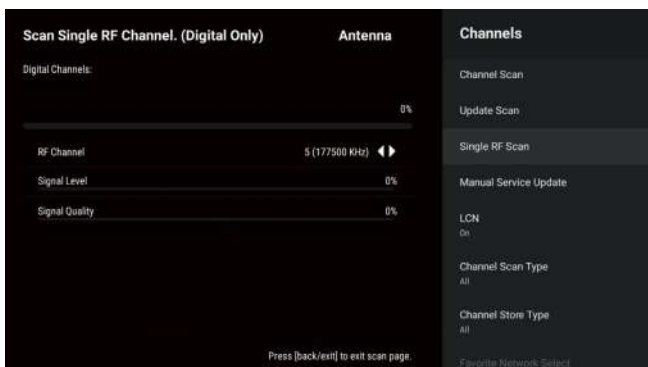 Scan Single RF Channel. (Digital Only)
Antenna
Digital Channels:
0%
RF Channel
5 (177500 KHz)
Signal Level
0%
Signal Quality
0%
Press [back/exit] to exit scan page.
Channels
Channel Scan
Update Scan
Single RF Scan
Manual Service Update
LCN
On
Channel Scan Type
All
Channel Store Type
All
Favorite Network Select